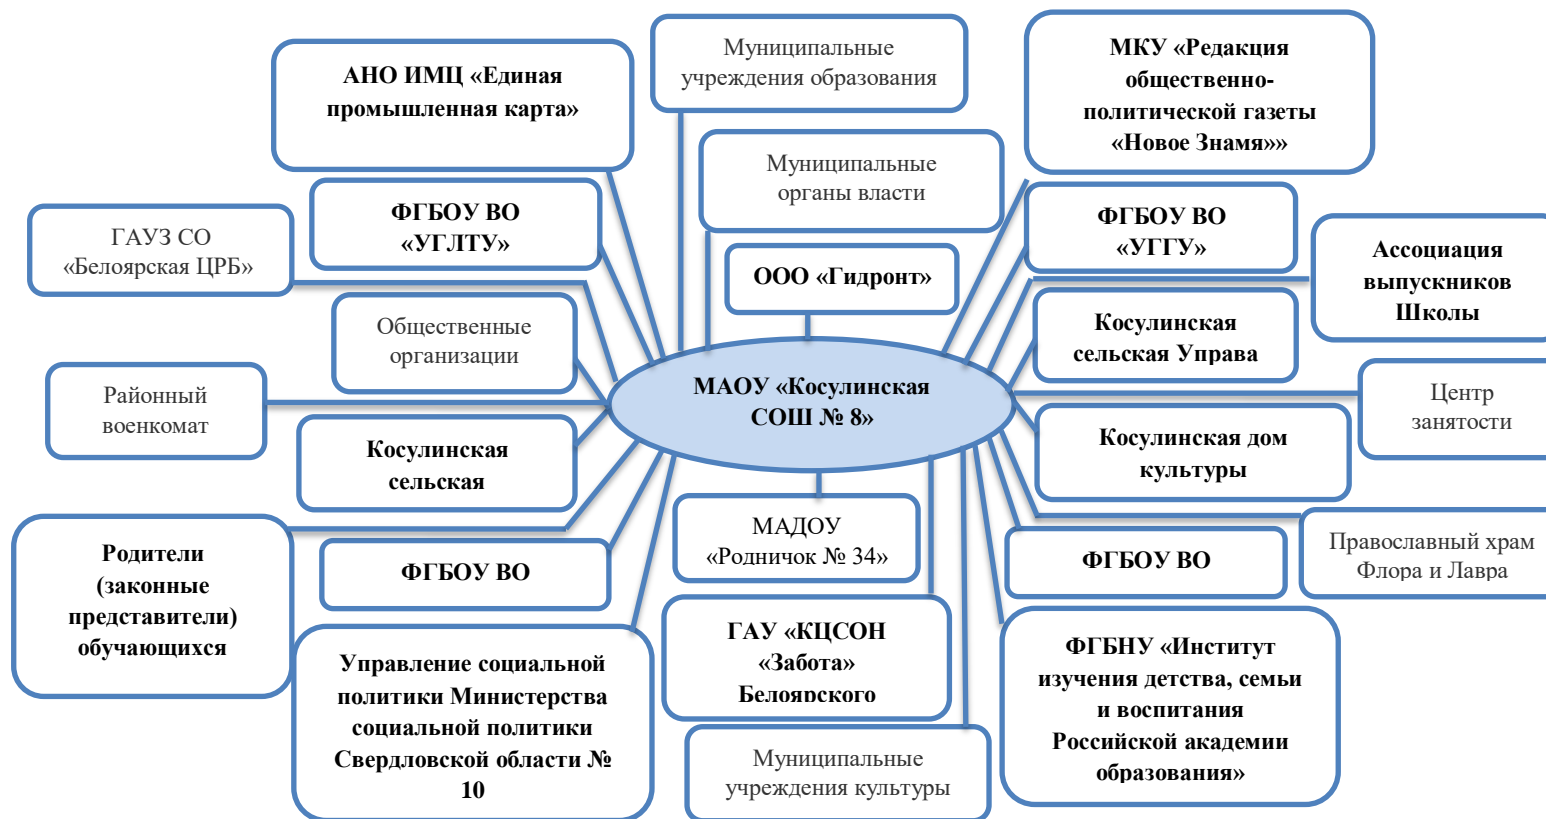 АНО ИМЦ «Единая
промышленная карта»
Муниципальные
учреждения образования
МКУ «Редакция
общественно-
политической газеты
«Новое Знамя»»
Муниципальные
органы власти
ФГБОУ ВО
«УГЛТУ»
ФГБОУ ВО
«УГГУ»
ГАУЗ СО
«Белоярская ЦРБ»
Ассоциация
выпускников
Школы
ООО «Гидронт»
Общественные
организации
Косулинская
сельская Управа
Районный
военкомат
МАОУ «Косулинская
СОШ № 8»
Центр
занятости
Косулинская
сельская
Косулинская дом
культуры
МАДОУ
«Родничок № 34»
Родители
(законные
представители)
обучающихся
ФГБОУ ВО
ФГБОУ ВО
Православный храм
Флора и Лавра
Управление социальной
политики Министерства
социальной политики
Свердловской области №
10
ГАУ «КЦСОН
«Забота»
Белоярского
ФГБНУ «Институт
изучения детства, семьи
и воспитания
Российской академии
образования»
Муниципальные
учреждения культуры